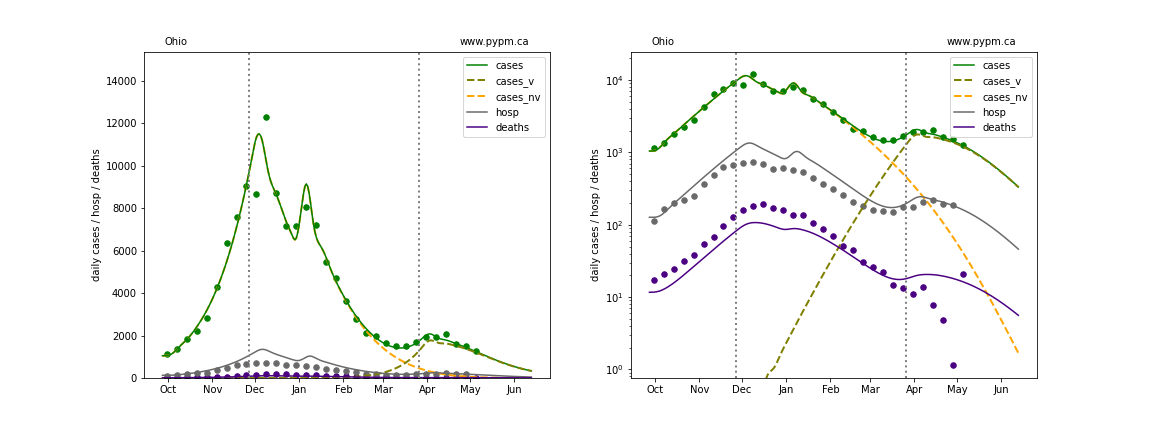 Ohio www.pypm.ca
14000
12000
10000
8000
6000
4000
2000
0
daily cases / hosp / deaths
cases
cases_v
cases_nv
hosp
deaths
Oct Nov Dec Jan Feb Mar Apr May Jun
Ohio www.pypm.ca
10⁴
10³
10²
10¹
10⁰
daily cases / hosp / deaths
cases
cases_v
cases_nv
hosp
deaths
Oct Nov Dec Jan Feb Mar Apr May Jun